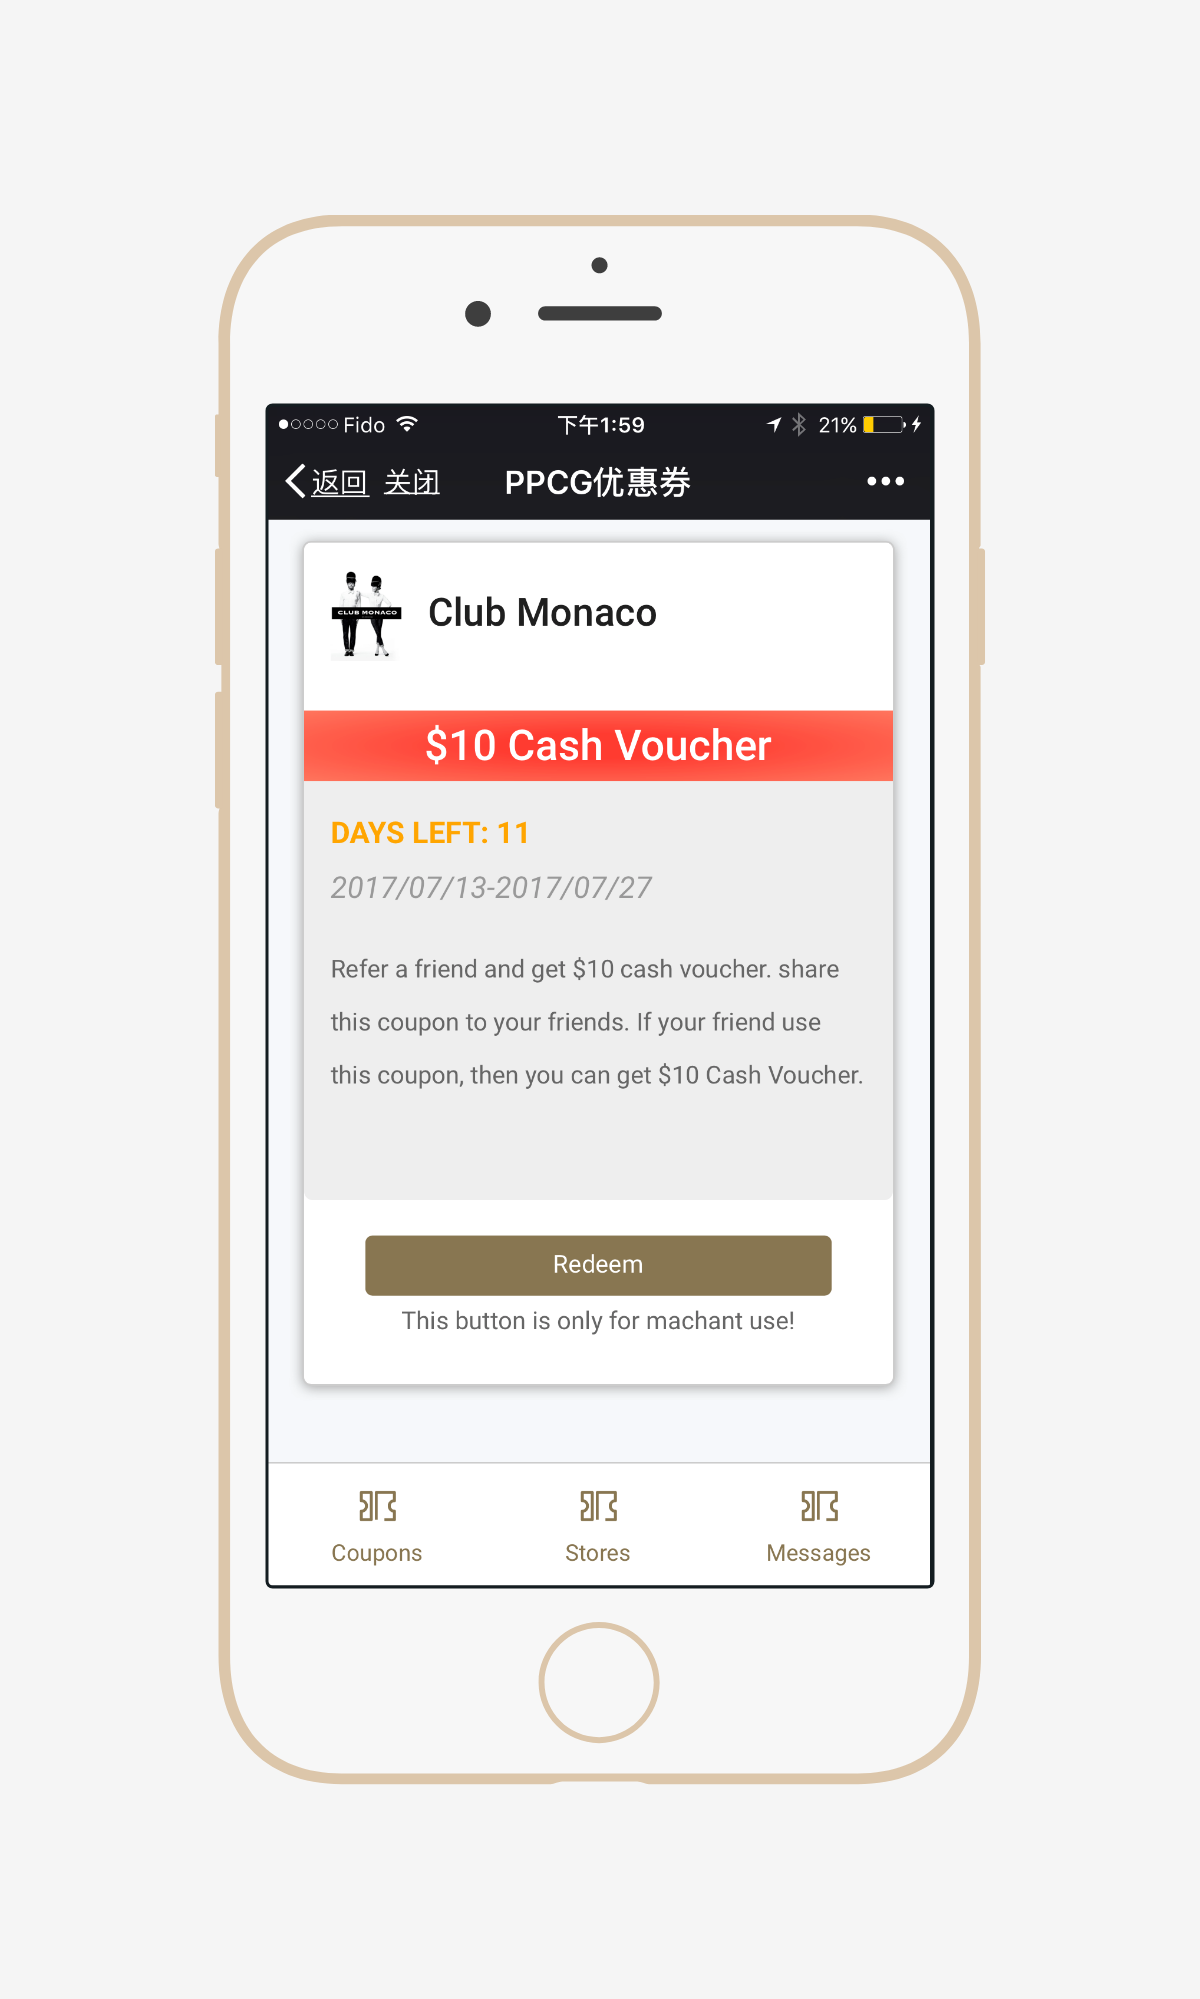 Fido 下午1:59 21%
返回 关闭 PPCG优惠券
CLUB MONACO
Club Monaco
$10 Cash Voucher
DAYS LEFT: 11
2017/07/13-2017/07/27
Refer a friend and get $10 cash voucher. share
this coupon to your friends. If your friend use
this coupon, then you can get $10 Cash Voucher.
Redeem
This button is only for machant use!
Coupons Stores Messages